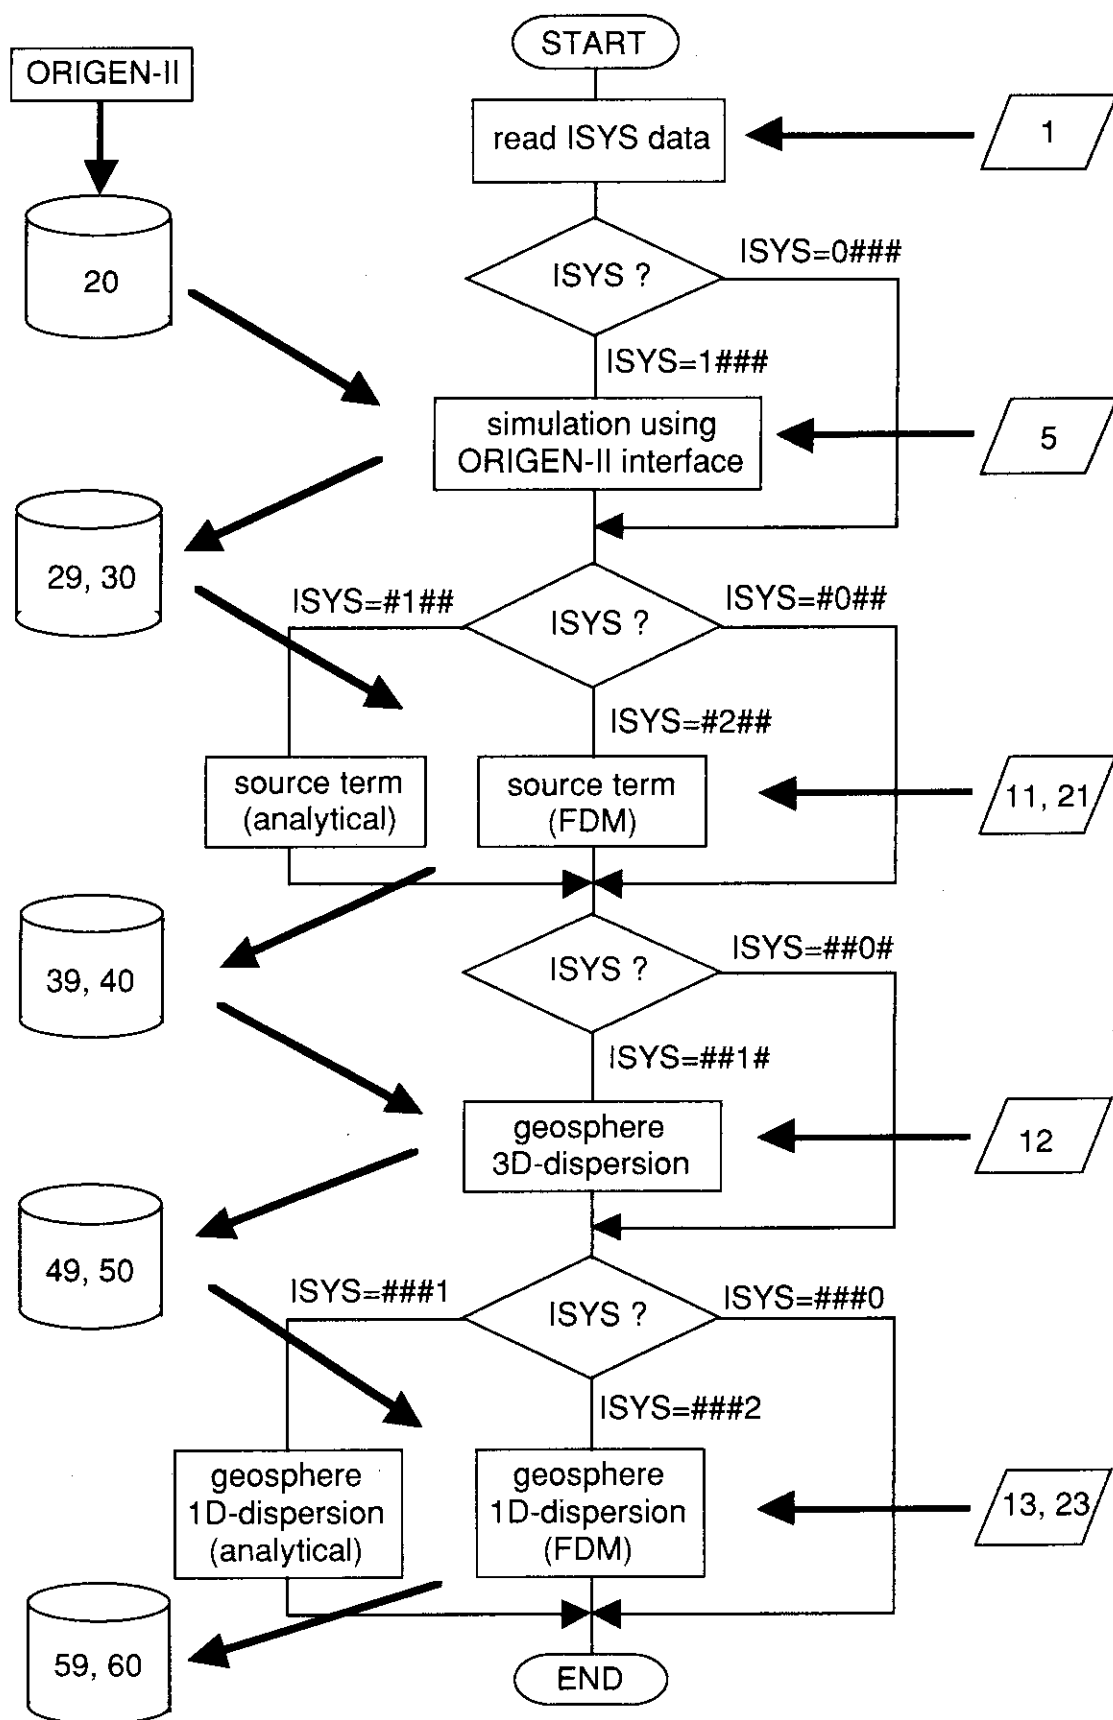 START
ORIGEN-II
read ISYS data
1
ISYS=0###
ISYS ?
20
ISYS=1###
simulation using
ORIGEN-II interface
5
29, 30
ISYS=#1##
ISYS ?
ISYS=#0##
ISYS=#2##
source term
(analytical)
source term
(FDM)
11, 21
39, 40
ISYS ?
ISYS=##0#
ISYS=##1#
geosphere
3D-dispersion
12
49, 50
ISYS=###1
ISYS ?
ISYS=###0
ISYS=###2
geosphere
1D-dispersion
(analytical)
geosphere
1D-dispersion
(FDM)
13, 23
59, 60
END